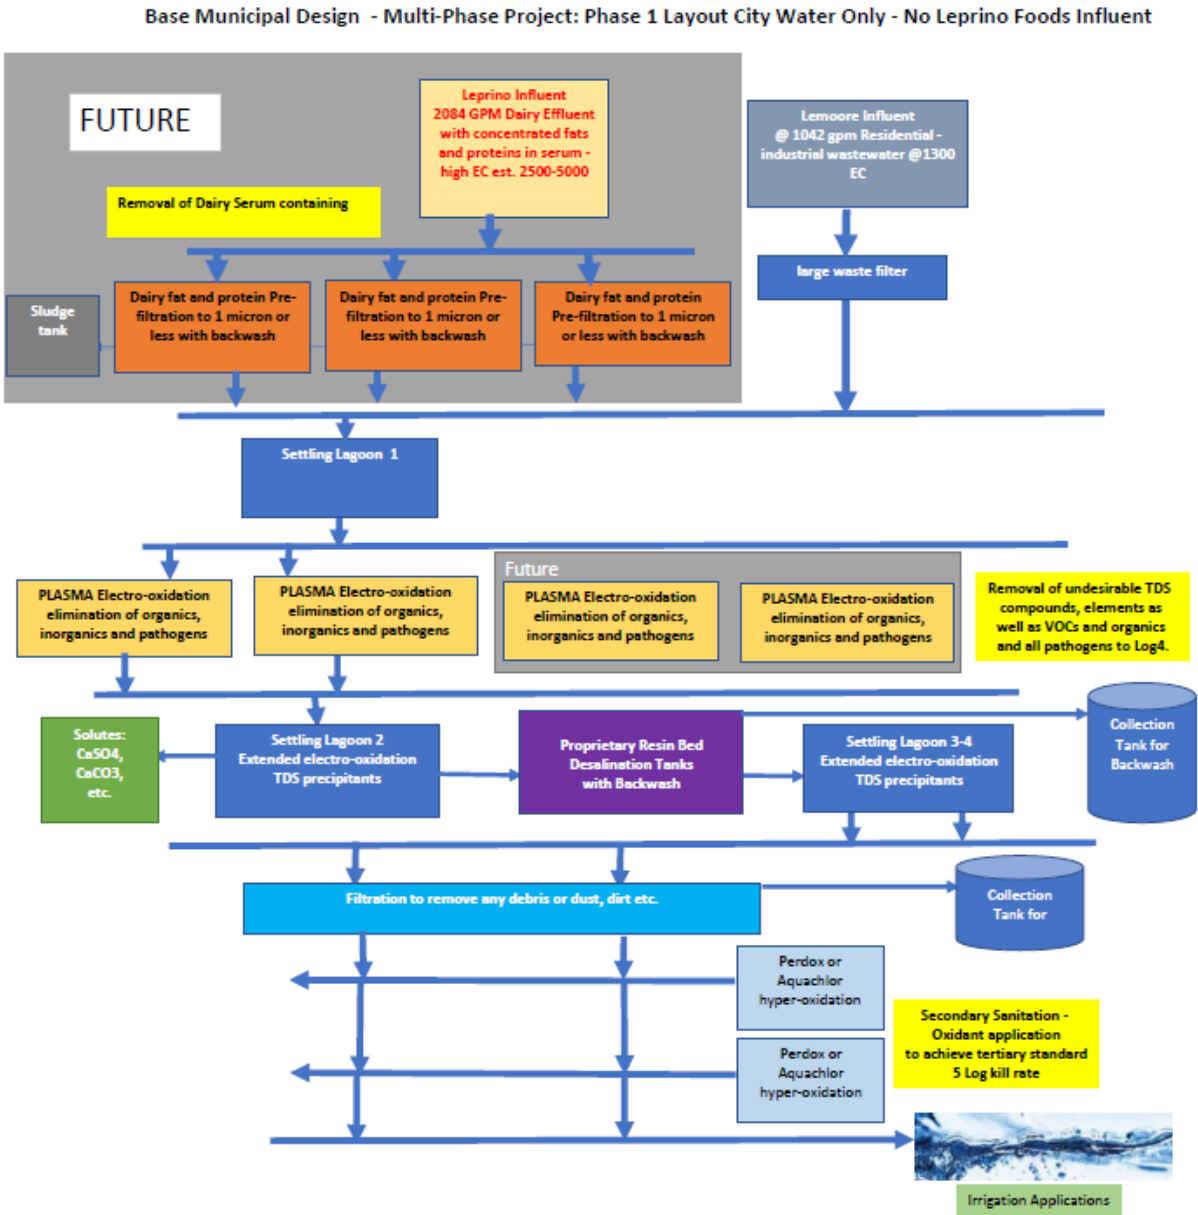 Base Municipal Design - Multi-Phase Project: Phase 1 Layout City Water Only - No Leprino Foods Influent
FUTURE
Leprino Influent
2084 GPM Dairy Effluent
with concentrated fats
and proteins in serum -
high EC est. 2500-5000
Lemoore Influent
@ 1042 gpm Residential -
industrial wastewater @1300
EC
Removal of Dairy Serum containing
large waste filter
Sludge
tank
Dairy fat and protein Pre-
filtration to 1 micron or
less with backwash
Dairy fat and protein Pre-
filtration to 1 micron or
less with backwash
Dairy fat and protein
Pre-filtration to 1 micron
or less with backwash
Settling Lagoon 1
PLASMA Electro-oxidation
elimination of organics,
inorganics and pathogens
PLASMA Electro-oxidation
elimination of organics,
inorganics and pathogens
Future
PLASMA Electro-oxidation
elimination of organics,
inorganics and pathogens
PLASMA Electro-oxidation
elimination of organics,
inorganics and pathogens
Removal of undesirable TDS
compounds, elements as
well as VOCs and organics
and all pathogens to Log4.
Solutes:
CaSO4,
CaCO3,
etc.
Settling Lagoon 2
Extended electro-oxidation
TDS precipitants
Proprietary Resin Bed
Desalination Tanks
with Backwash
Settling Lagoon 3-4
Extended electro-oxidation
TDS precipitants
Collection
Tank for
Backwash
Filtration to remove any debris or dust, dirt etc.
Collection
Tank for
Perdox or
Aquachlor
hyper-oxidation
Secondary Sanitation -
Oxidant application
to achieve tertiary standard
5 Log kill rate
Perdox or
Aquachlor
hyper-oxidation
Irrigation Applications